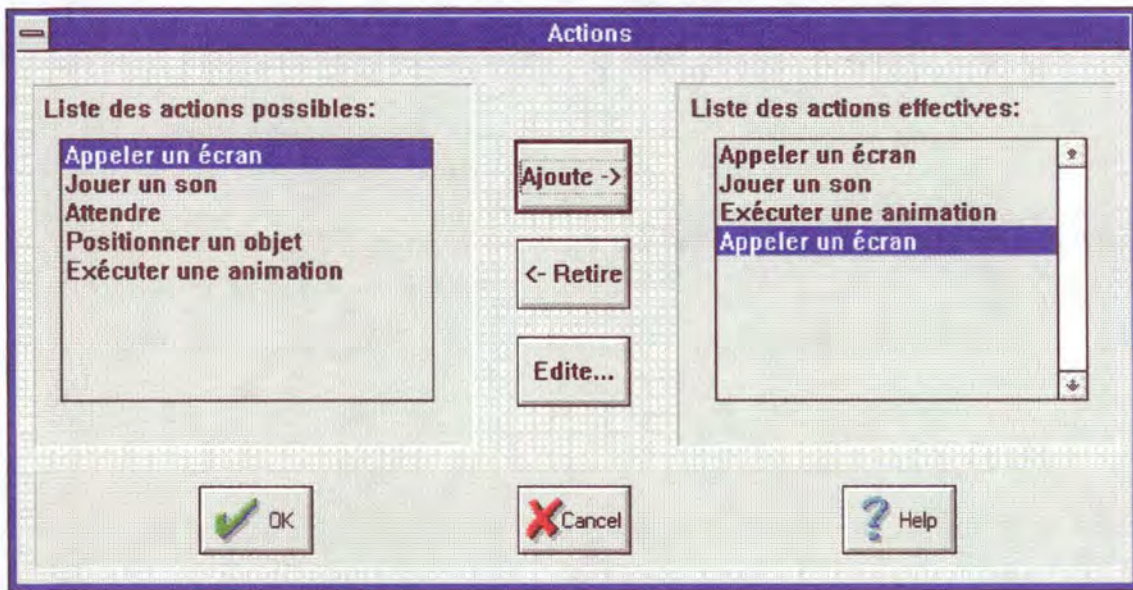 Actions
Liste des actions possibles:
Appeler un écran
Jouer un son
Attendre
Positionner un objet
Exécuter une animation
Ajoute ->
<- Retire
Edite...
Liste des actions effectives:
Appeler un écran
Jouer un son
Exécuter une animation
Appeler un écran
OK
Cancel
Help